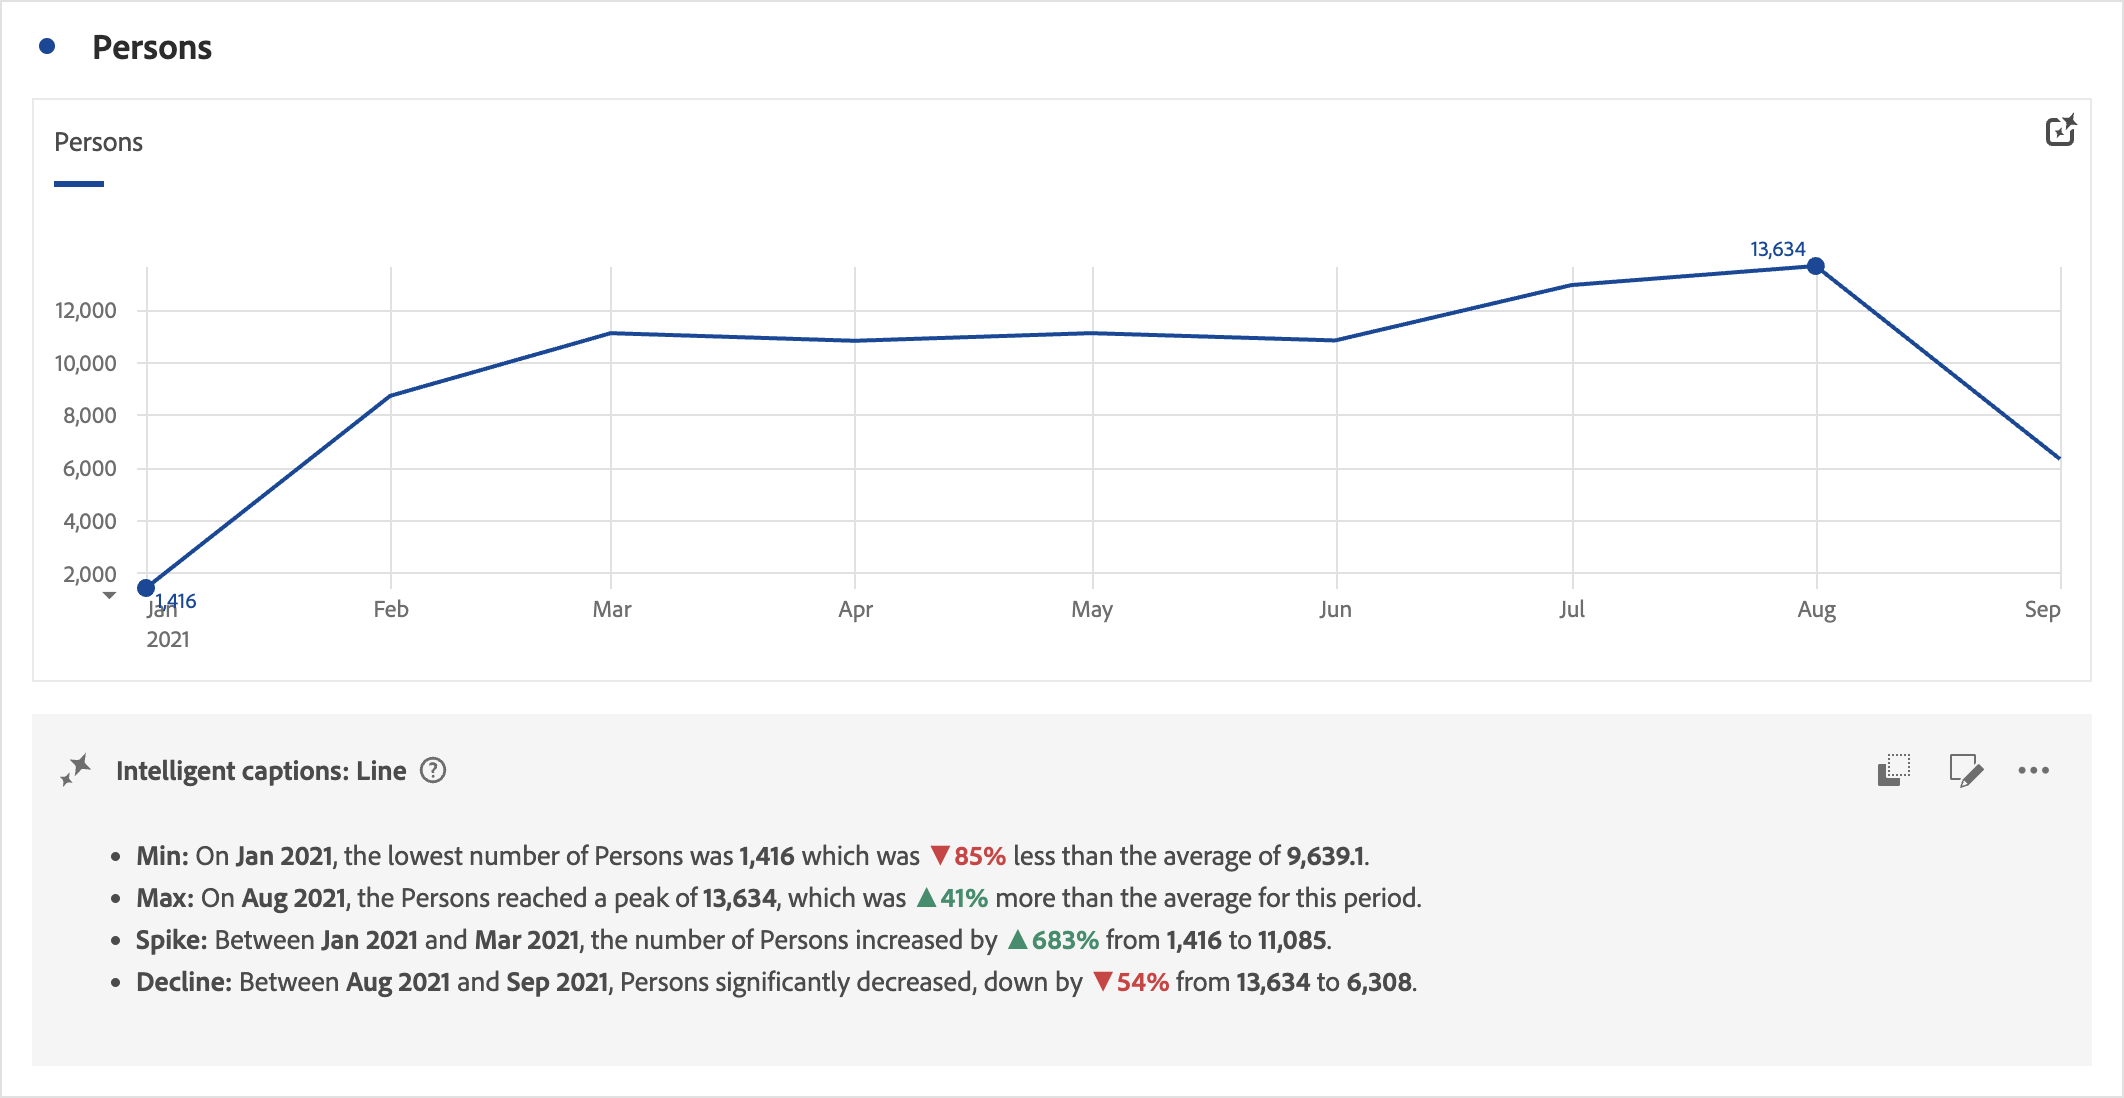 Persons
Persons
13,634
12,000
10,000
8,000
6,000
4,000
2,000
1,416
Jan Feb Mar Apr May Jun Jul Aug Sep
2021
Intelligent captions: Line ?
• Min: On Jan 2021, the lowest number of Persons was 1,416 which was ▼85% less than the average of 9,639.1.
• Max: On Aug 2021, the Persons reached a peak of 13,634, which was ▲41% more than the average for this period.
• Spike: Between Jan 2021 and Mar 2021, the number of Persons increased by ▲683% from 1,416 to 11,085.
• Decline: Between Aug 2021 and Sep 2021, Persons significantly decreased, down by ▼54% from 13,634 to 6,308.